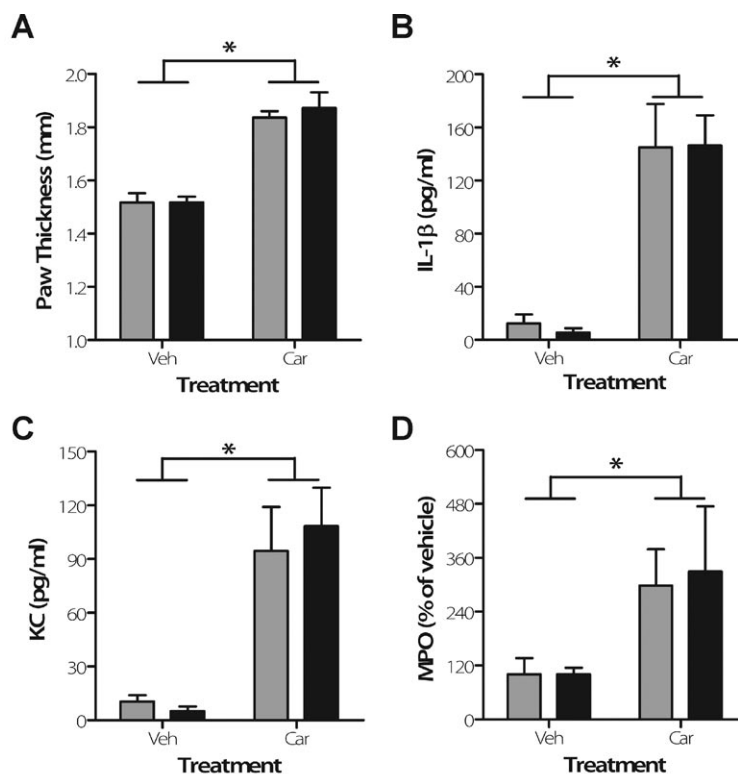 A
*
Paw Thickness (mm)
2.0
1.8
1.6
1.4
1.2
1.0
Veh
Car
Treatment
B
*
IL-1β (pg/ml)
200
160
120
80
40
0
Veh
Car
Treatment
C
*
KC (pg/ml)
150
120
90
60
30
0
Veh
Car
Treatment
D
*
MPO (% of vehicle)
600
480
360
240
120
0
Veh
Car
Treatment